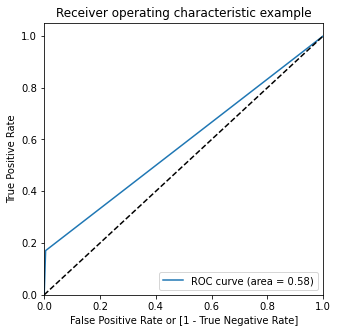 Receiver operating characteristic example
True Positive Rate
1.0
0.8
0.6
0.4
0.2
0.0
ROC curve (area = 0.58)
0.0 0.2 0.4 0.6 0.8 1.0
False Positive Rate or [1 - True Negative Rate]